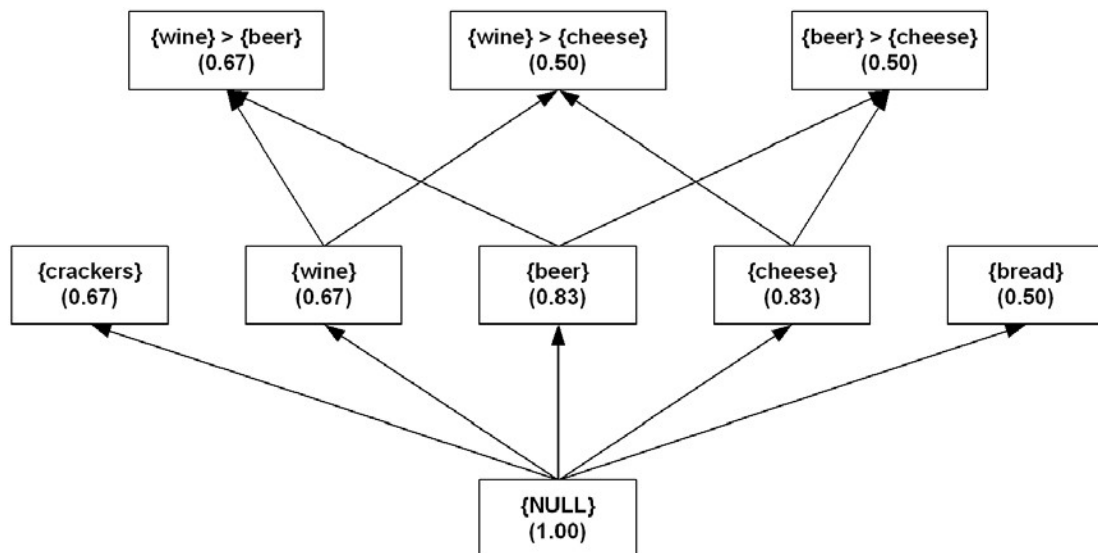 {wine} > {beer}
(0.67)
{wine} > {cheese}
(0.50)
{beer} > {cheese}
(0.50)
{crackers}
(0.67)
{wine}
(0.67)
{beer}
(0.83)
{cheese}
(0.83)
{bread}
(0.50)
{NULL}
(1.00)